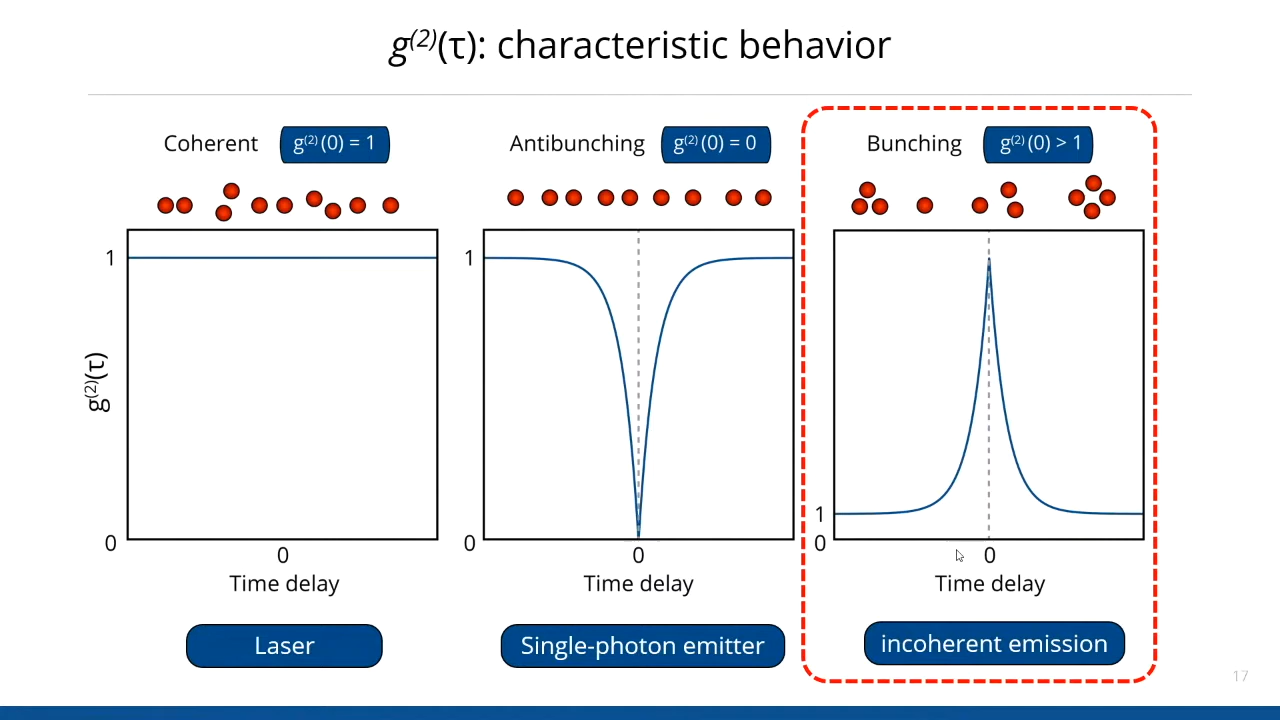 g(2)(τ): characteristic behavior
Coherent
g(2) (0) = 1
Antibunching
g(2) (0) = 0
Bunching
g(2) (0) > 1
1
0
g(2)(τ)
0
Time delay
1
0
0
Time delay
1
0
0
Time delay
Laser
Single-photon emitter
incoherent emission
17